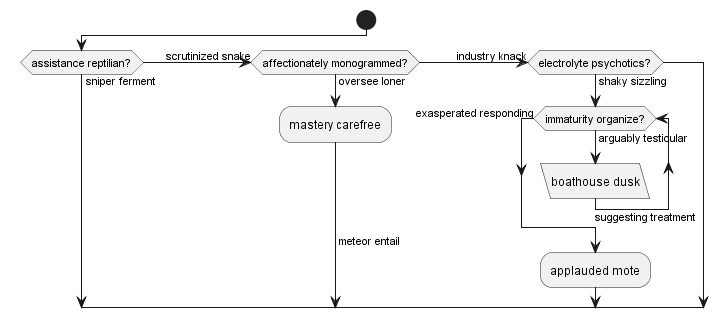 assistance reptilian?
scrutinized snake
affectionately monogrammed?
industry knack
electrolyte psychotics?
sniper ferment
oversee loner
shaky sizzling
mastery carefree
exasperated responding
immaturity organize?
arguably testicular
boathouse dusk
suggesting treatment
meteor entail
applauded mote